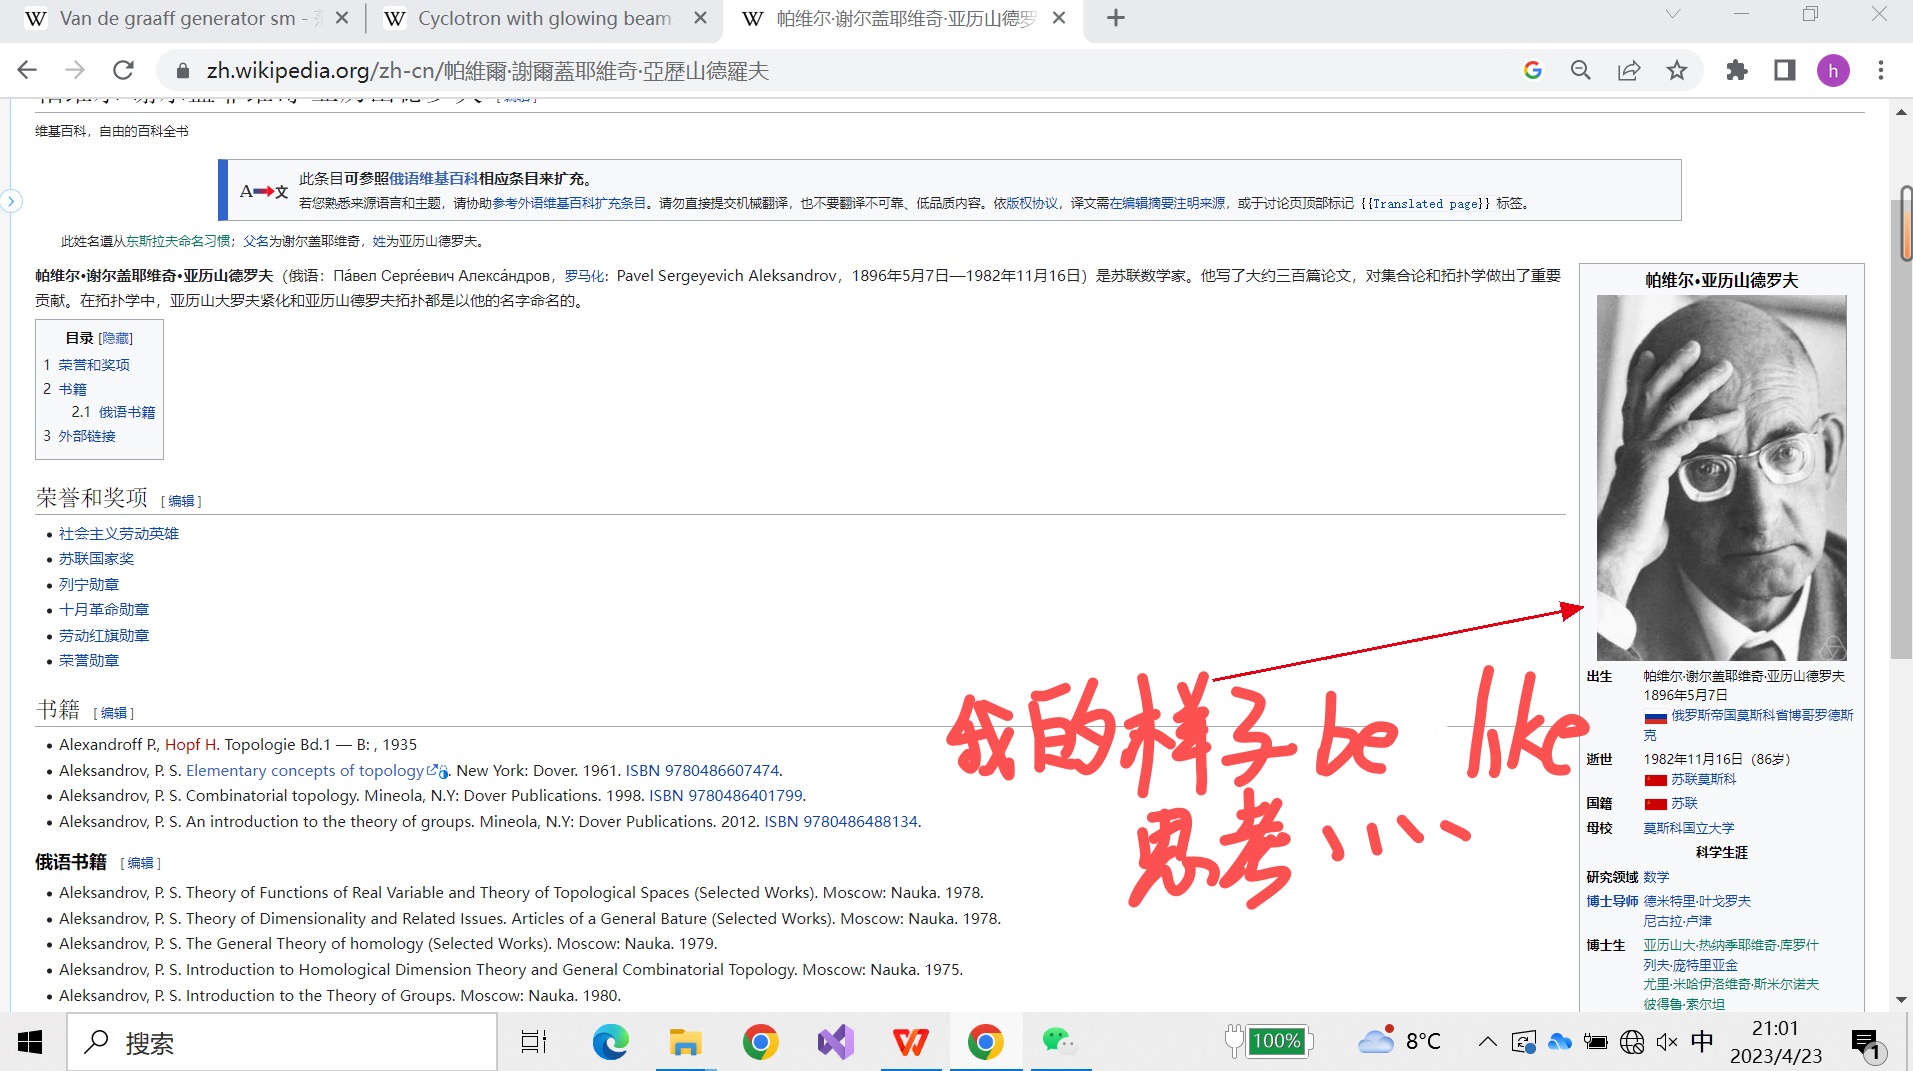 Van de graaff generator sm -
Cyclotron with glowing beam
帕维尔·谢尔盖耶维奇·亚历山德罗
zh.wikipedia.org/zh-cn/帕維爾·謝爾蓋耶維奇·亞歷山德羅夫
h
维基百科，自由的百科全书
A文
此条目可参照俄语维基百科相应条目来扩充。
若您熟悉来源语言和主题，请协助参考外语维基百科扩充条目。请勿直接提交机械翻译，也不要翻译不可靠、低品质内容。依版权协议，译文需在编辑摘要注明来源，或于讨论页顶部标记 {{Translated page}} 标签。
此姓名遵从东斯拉夫命名习惯；父名为谢尔盖耶维奇，姓为亚历山德罗夫。
帕维尔•谢尔盖耶维奇•亚历山德罗夫（俄语：Па́вел Серге́евич Алекса́ндров，罗马化：Pavel Sergeyevich Aleksandrov，1896年5月7日—1982年11月16日）是苏联数学家。他写了大约三百篇论文，对集合论和拓扑学做出了重要
贡献。在拓扑学中，亚历山大罗夫紧化和亚历山德罗夫拓扑都是以他的名字命名的。
目录 [隐藏]
1 荣誉和奖项
2 书籍
2.1 俄语书籍
3 外部链接
荣誉和奖项 [ 编辑 ]
社会主义劳动英雄
苏联国家奖
列宁勋章
十月革命勋章
劳动红旗勋章
荣誉勋章
书籍 [ 编辑 ]
Alexandroff P., Hopf H. Topologie Bd.1 — B: , 1935
Aleksandrov, P. S. Elementary concepts of topology. New York: Dover. 1961. ISBN 9780486607474.
Aleksandrov, P. S. Combinatorial topology. Mineola, N.Y: Dover Publications. 1998. ISBN 9780486401799.
Aleksandrov, P. S. An introduction to the theory of groups. Mineola, N.Y: Dover Publications. 2012. ISBN 9780486488134.
俄语书籍 [ 编辑 ]
Aleksandrov, P. S. Theory of Functions of Real Variable and Theory of Topological Spaces (Selected Works). Moscow: Nauka. 1978.
Aleksandrov, P. S. Theory of Dimensionality and Related Issues. Articles of a General Bature (Selected Works). Moscow: Nauka. 1978.
Aleksandrov, P. S. The General Theory of homology (Selected Works). Moscow: Nauka. 1979.
Aleksandrov, P. S. Introduction to Homological Dimension Theory and General Combinatorial Topology. Moscow: Nauka. 1975.
Aleksandrov, P. S. Introduction to the Theory of Groups. Moscow: Nauka. 1980.
我的样子be like
思考......
帕维尔•亚历山德罗夫
出生 帕维尔·谢尔盖耶维奇·亚历山德罗夫
1896年5月7日
俄罗斯帝国莫斯科省博哥罗德斯
克
逝世 1982年11月16日（86岁）
苏联莫斯科
国籍 苏联
母校 莫斯科国立大学
科学生涯
研究领域 数学
博士导师 德米特里·叶戈罗夫
尼古拉·卢津
博士生 亚历山大·热纳季耶维奇·库罗什
列夫·庞特里亚金
尤里·米哈伊洛维奇·斯米尔诺夫
彼得鲁·索尔坦
搜索
100%
8°C
中
21:01
2023/4/23
1